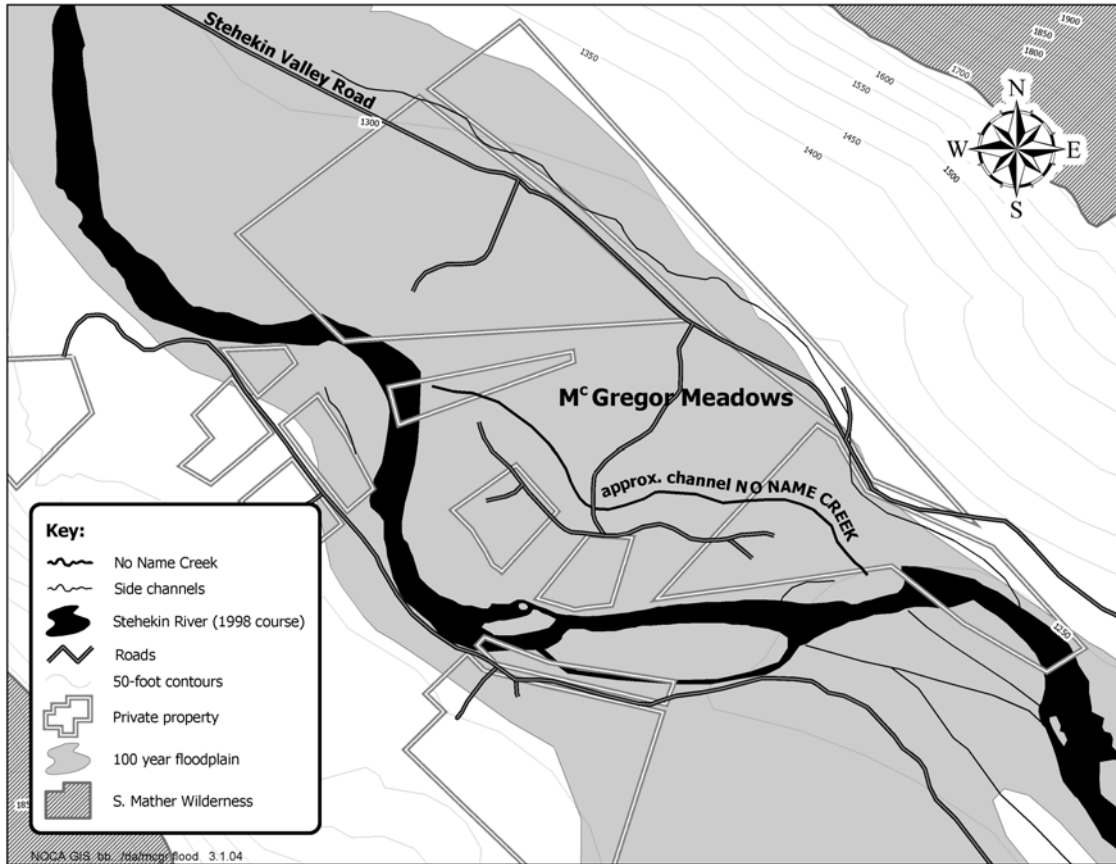 Stehekin Valley Road
1300
1350
1400
1450
1500
1550
1600
1700
1800
1850
1900
N
W
E
S
Mc Gregor Meadows
approx. channel NO NAME CREEK
1250
Key:
No Name Creek
Side channels
Stehekin River (1998 course)
Roads
50-foot contours
Private property
100 year floodplain
S. Mather Wilderness
NOCA GIS bb. /da/mcgr flood 3.1.04